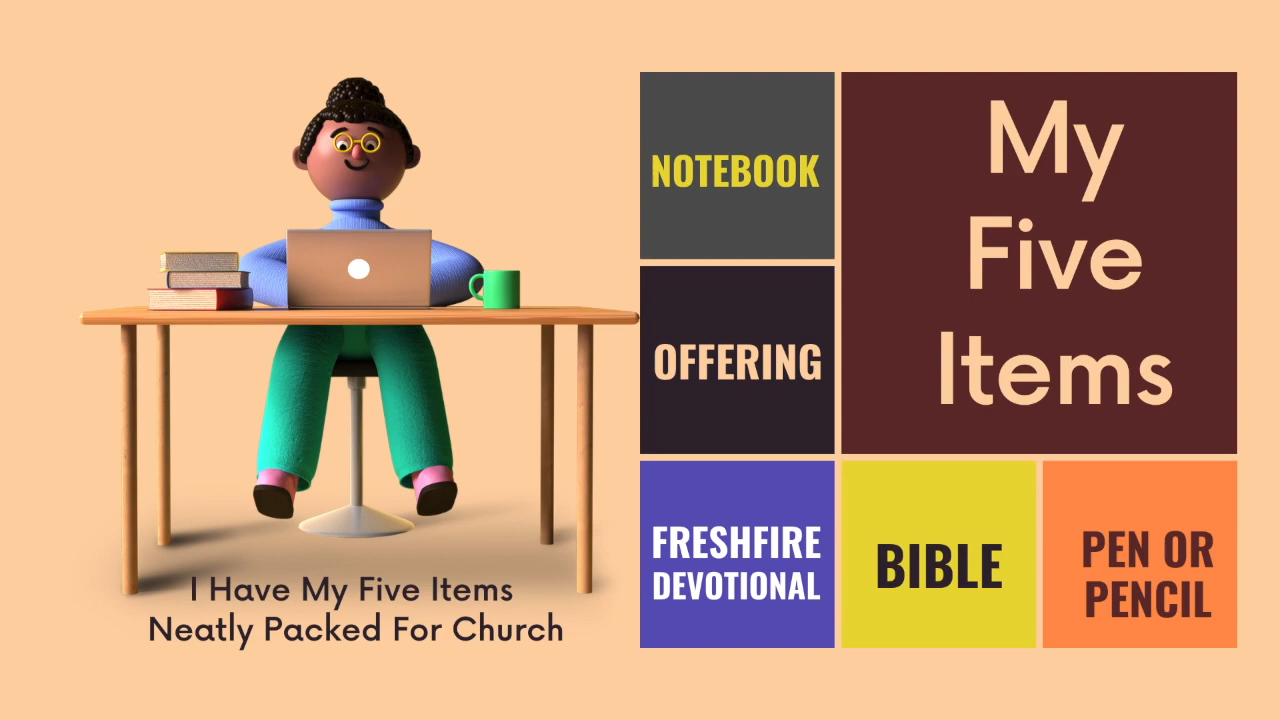 I Have My Five Items
Neatly Packed For Church
NOTEBOOK
OFFERING
FRESHFIRE
DEVOTIONAL
My
Five
Items
BIBLE
PEN OR
PENCIL